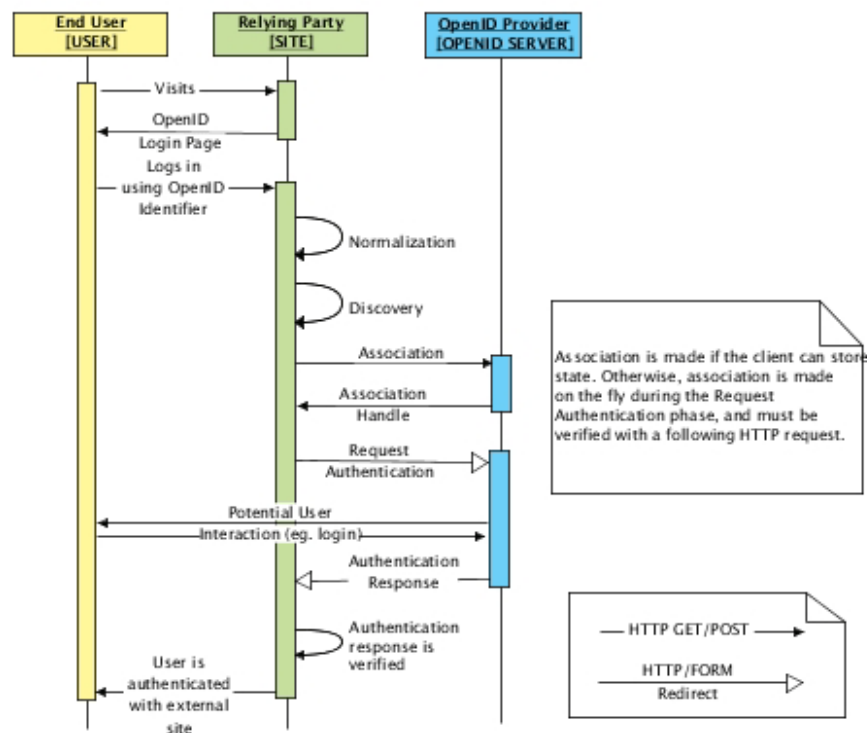 End User
[USER]
Relying Party
[SITE]
OpenID Provider
[OPENID SERVER]
Visits
OpenID
Login Page
Logs in
using OpenID
Identifier
Normalization
Discovery
Association
Association
Handle
Request
Authentication
Potential User
Interaction (eg. login)
Authentication
Response
Authentication
response is
verified
User is
authenticated
with external
site
Association is made if the client can store
state. Otherwise, association is made
on the fly during the Request
Authentication phase, and must be
verified with a following HTTP request.
HTTP GET/POST
HTTP/FORM
Redirect